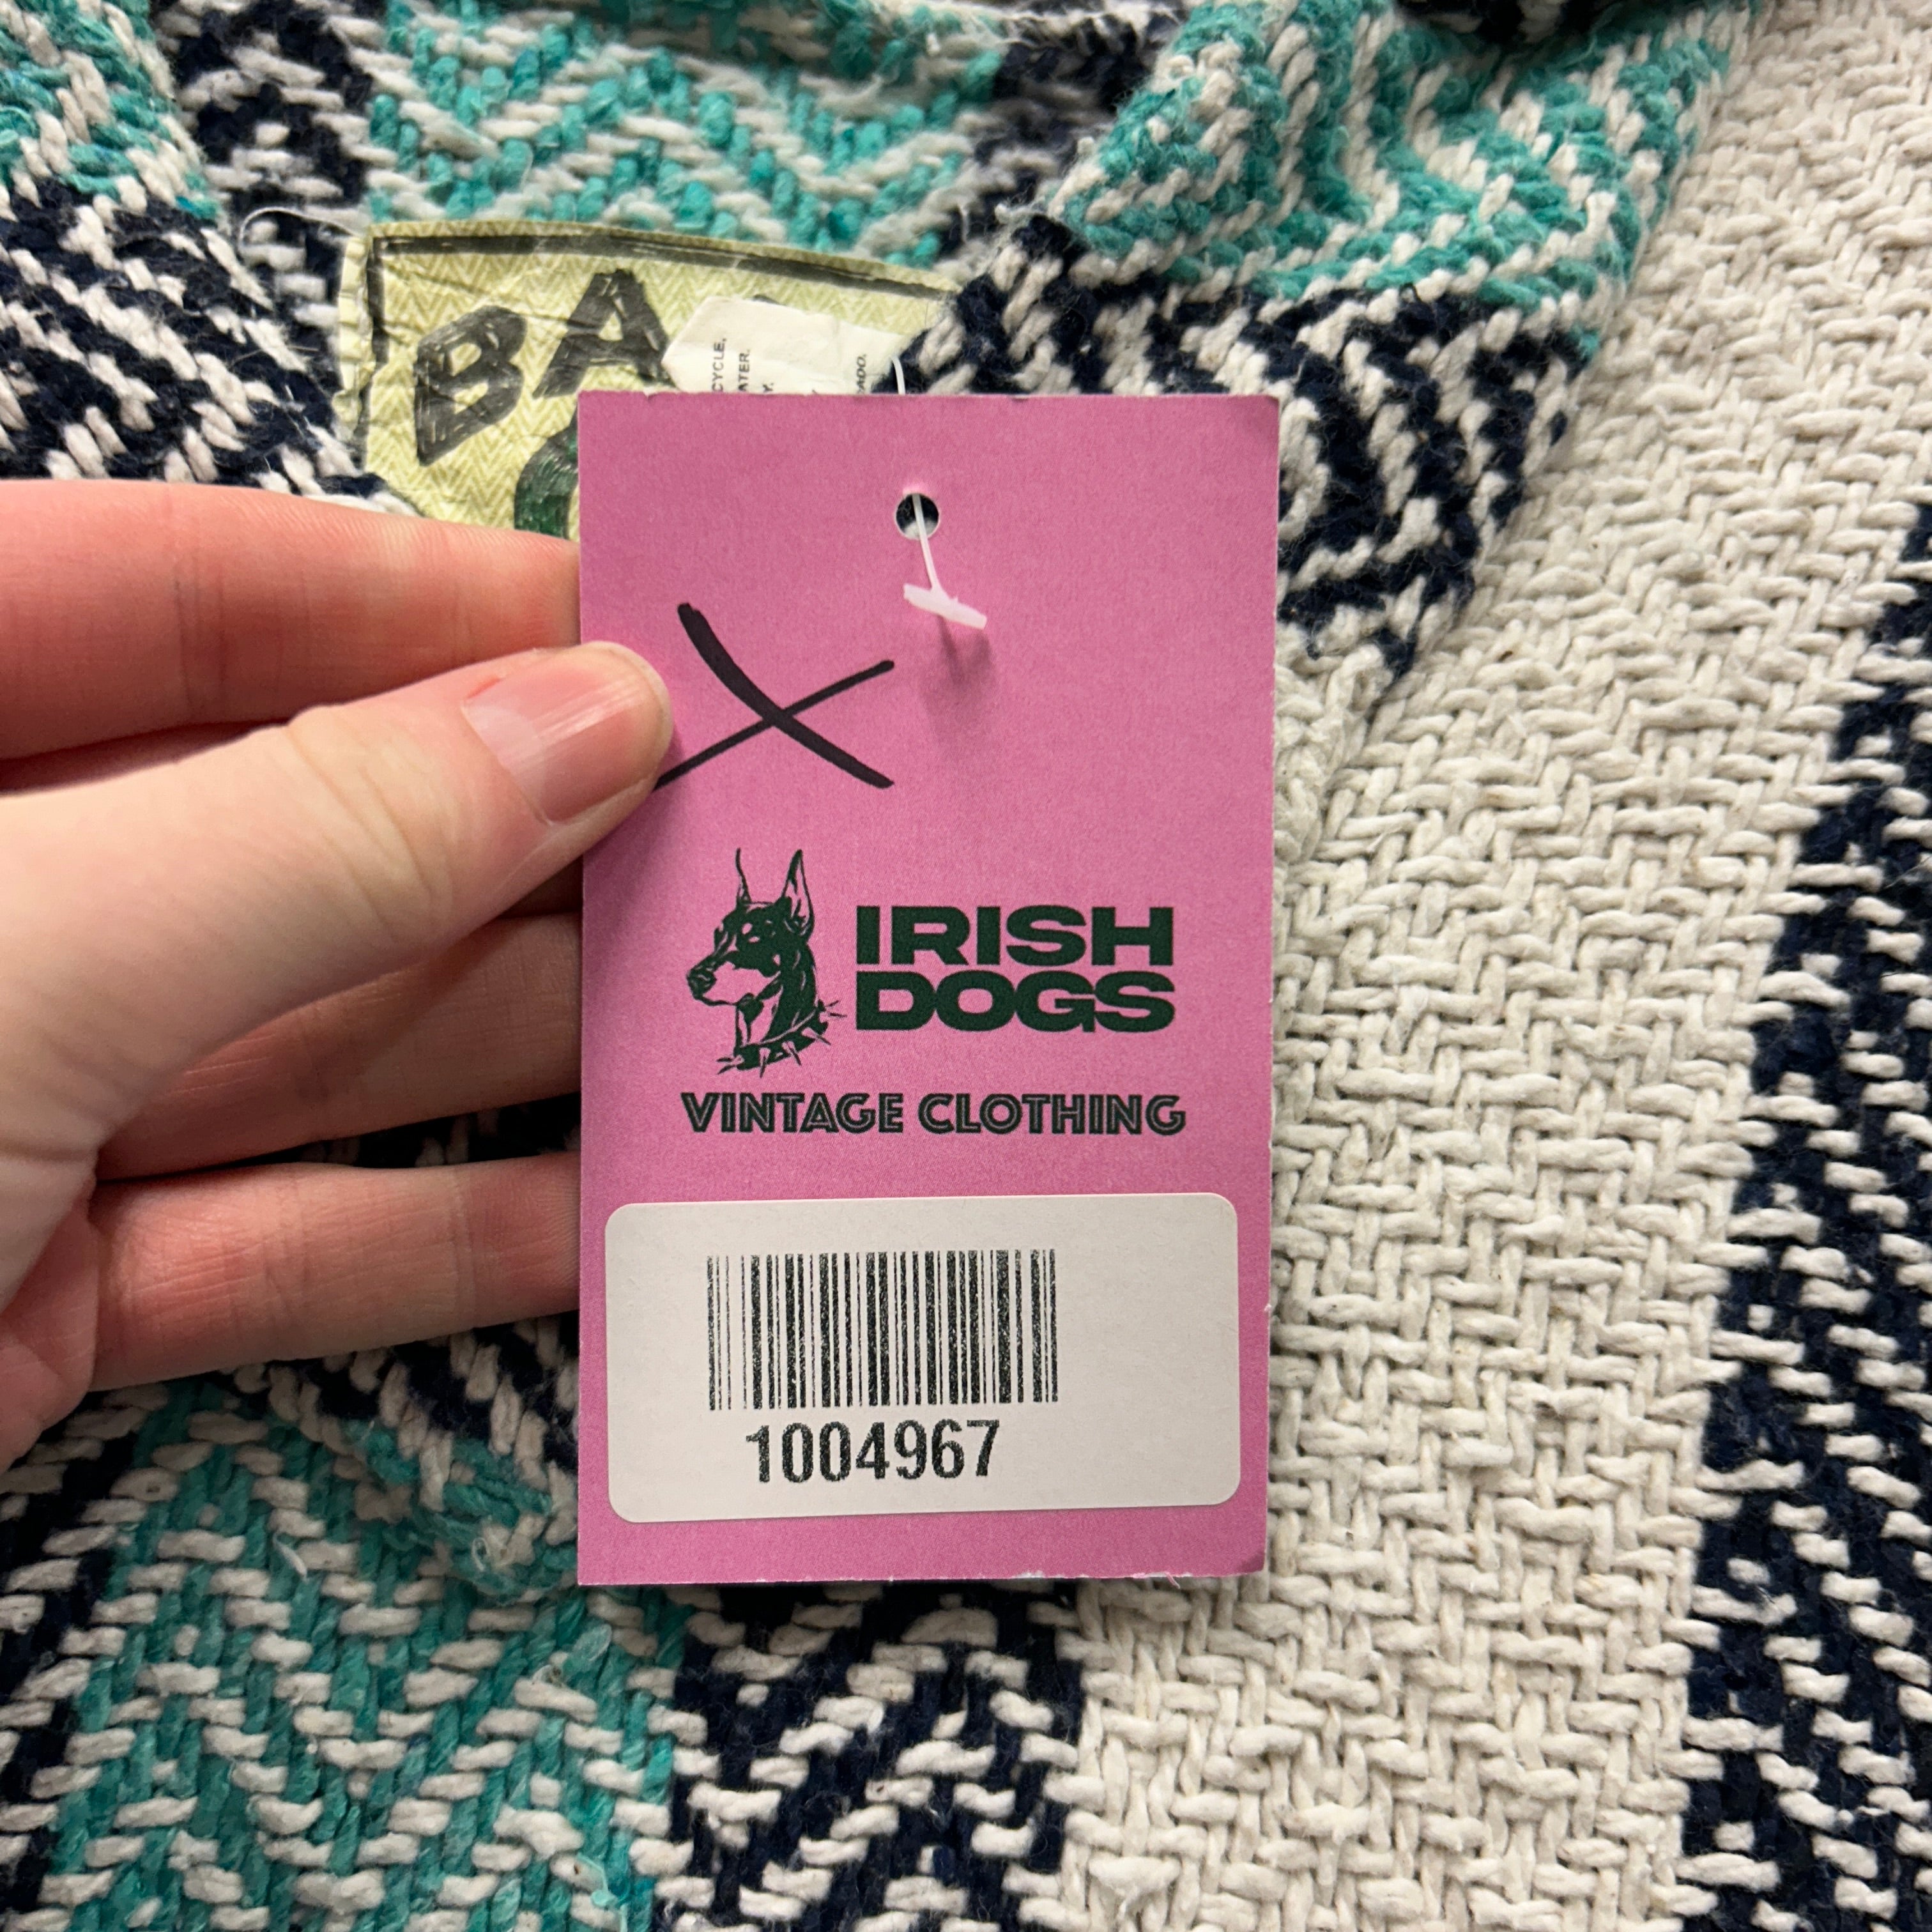 BA
CYCLE,
ATER.
Y.
ADO.
IRISH
DOGS
VINTAGE CLOTHING
1004967